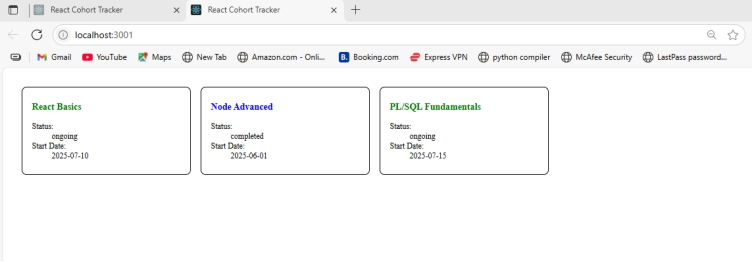 React Cohort Tracker
React Cohort Tracker
localhost:3001
Gmail YouTube Maps New Tab Amazon.com - Onli... Booking.com Express VPN python compiler McAfee Security LastPass password...
React Basics
Status:
ongoing
Start Date:
2025-07-10
Node Advanced
Status:
completed
Start Date:
2025-06-01
PL/SQL Fundamentals
Status:
ongoing
Start Date:
2025-07-15